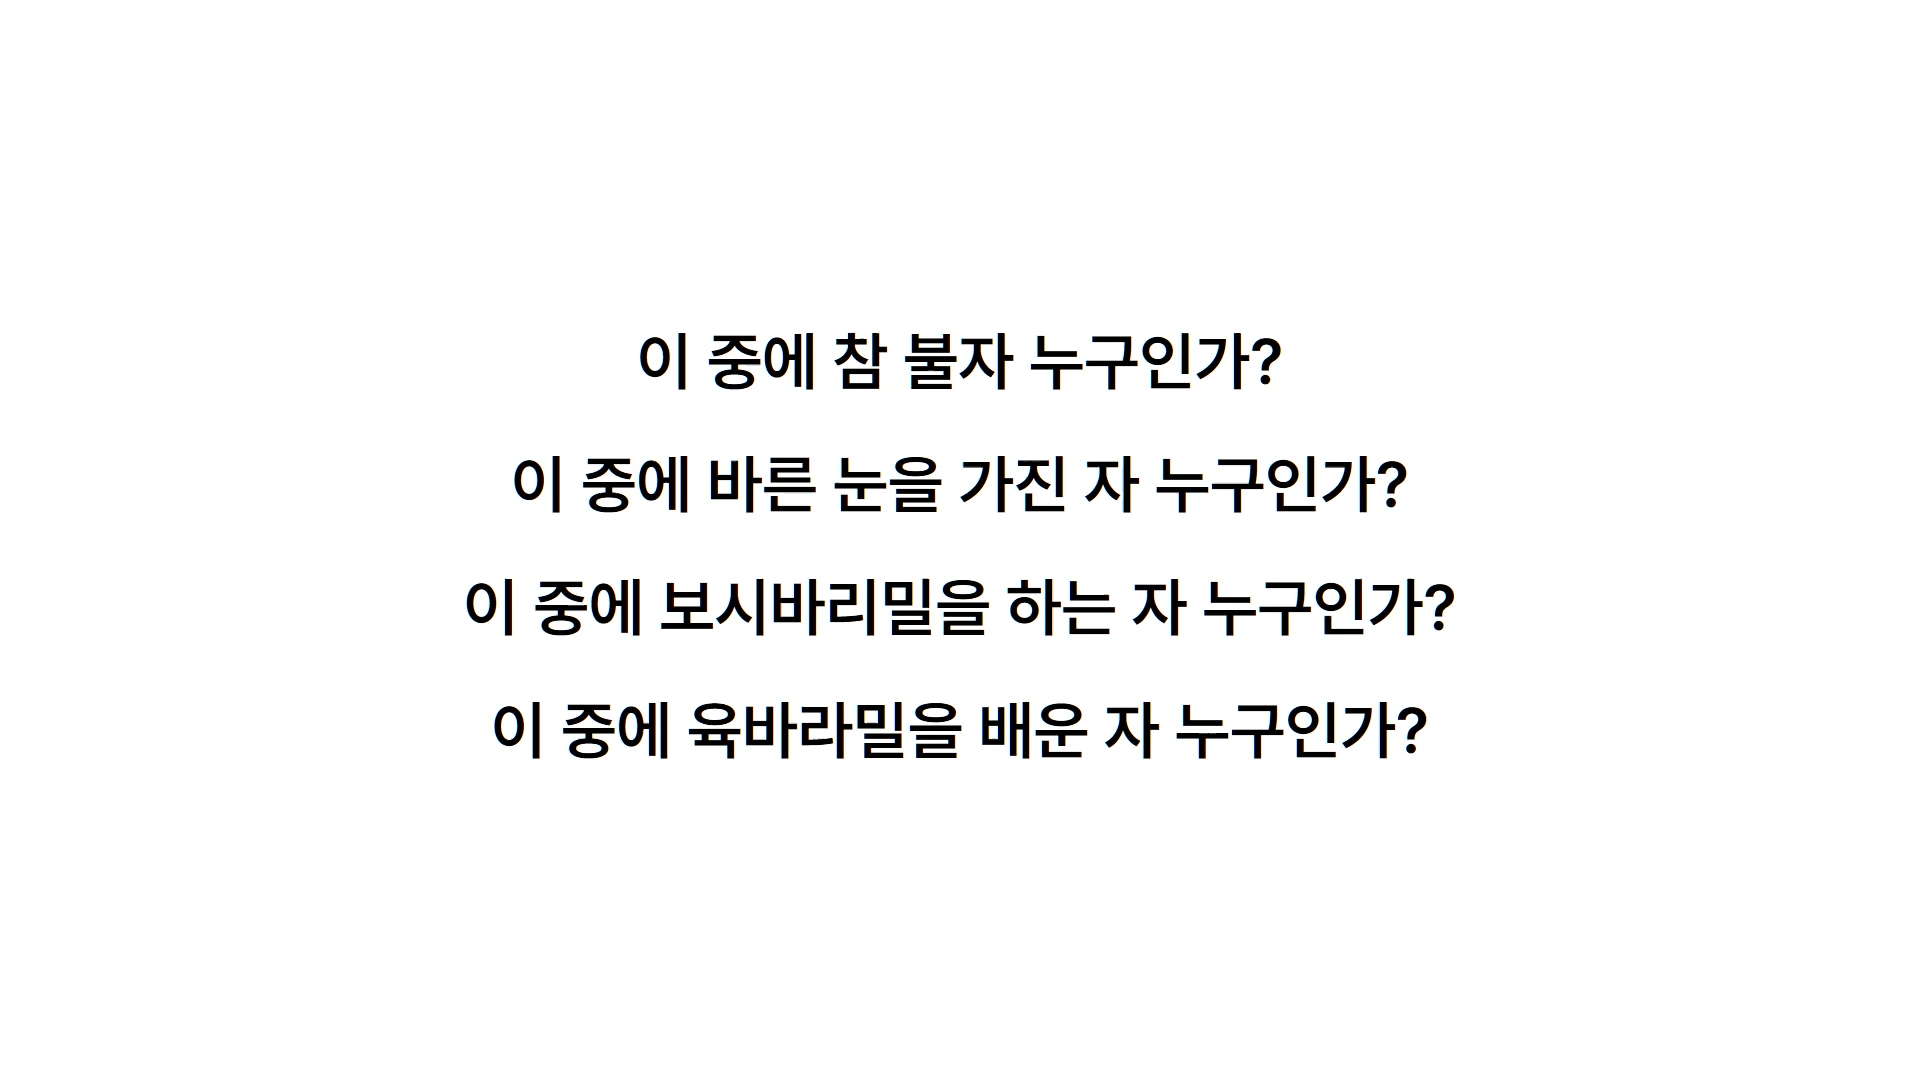 이 중에 참 불자 누구인가?
이 중에 바른 눈을 가진 자 누구인가?
이 중에 보시바리밀을 하는 자 누구인가?
이 중에 육바라밀을 배운 자 누구인가?